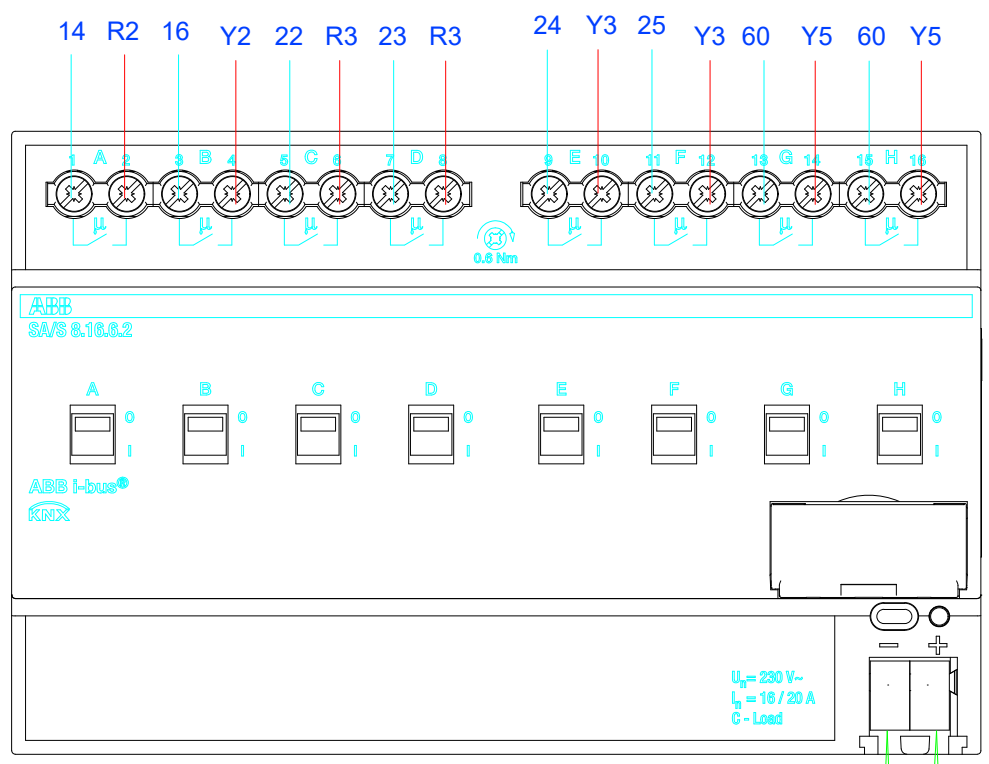 14 R2 16 Y2 22 R3 23 R3 24 Y3 25 Y3 60 Y5 60 Y5
1 A 2 3 B 4 5 C 6 7 D 8 9 E 10 11 F 12 13 G 14 15 H 16
µ µ µ µ µ µ µ µ
0.6 Nm
ABB
SA/S 8.16.6.2
A B C D E F G H
0 0 0 0 0 0 0 0
I I I I I I I I
ABB i-bus®
KNX
− +
Un= 230 V~
In = 16 / 20 A
C - Load